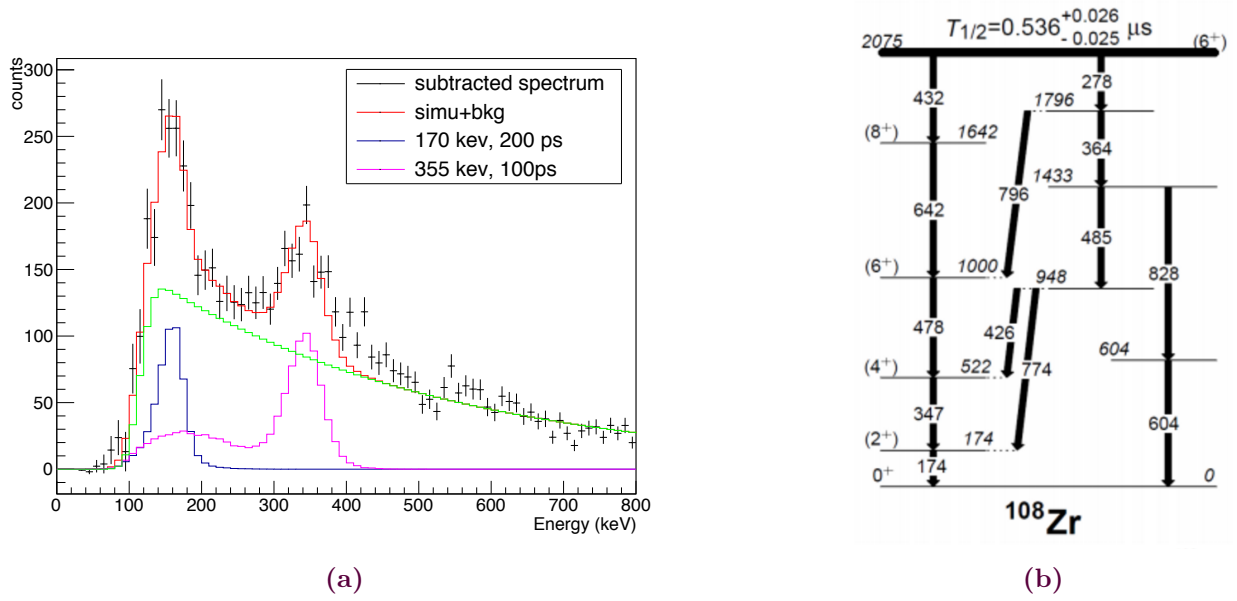 counts
300
250
200
150
100
50
0
subtracted spectrum
simu+bkg
170 kev, 200 ps
355 kev, 100ps
0 100 200 300 400 500 600 700 800
Energy (keV)
(a)
T1/2=0.536 +0.026 - 0.025 μs
2075 (6+)
432 278
1796
(8+) 1642
364
1433
642 796 485
(6+) 1000 948
828
478 426 774
604
(4+) 522
347 604
(2+) 174
174
0+ 0
108Zr
(b)